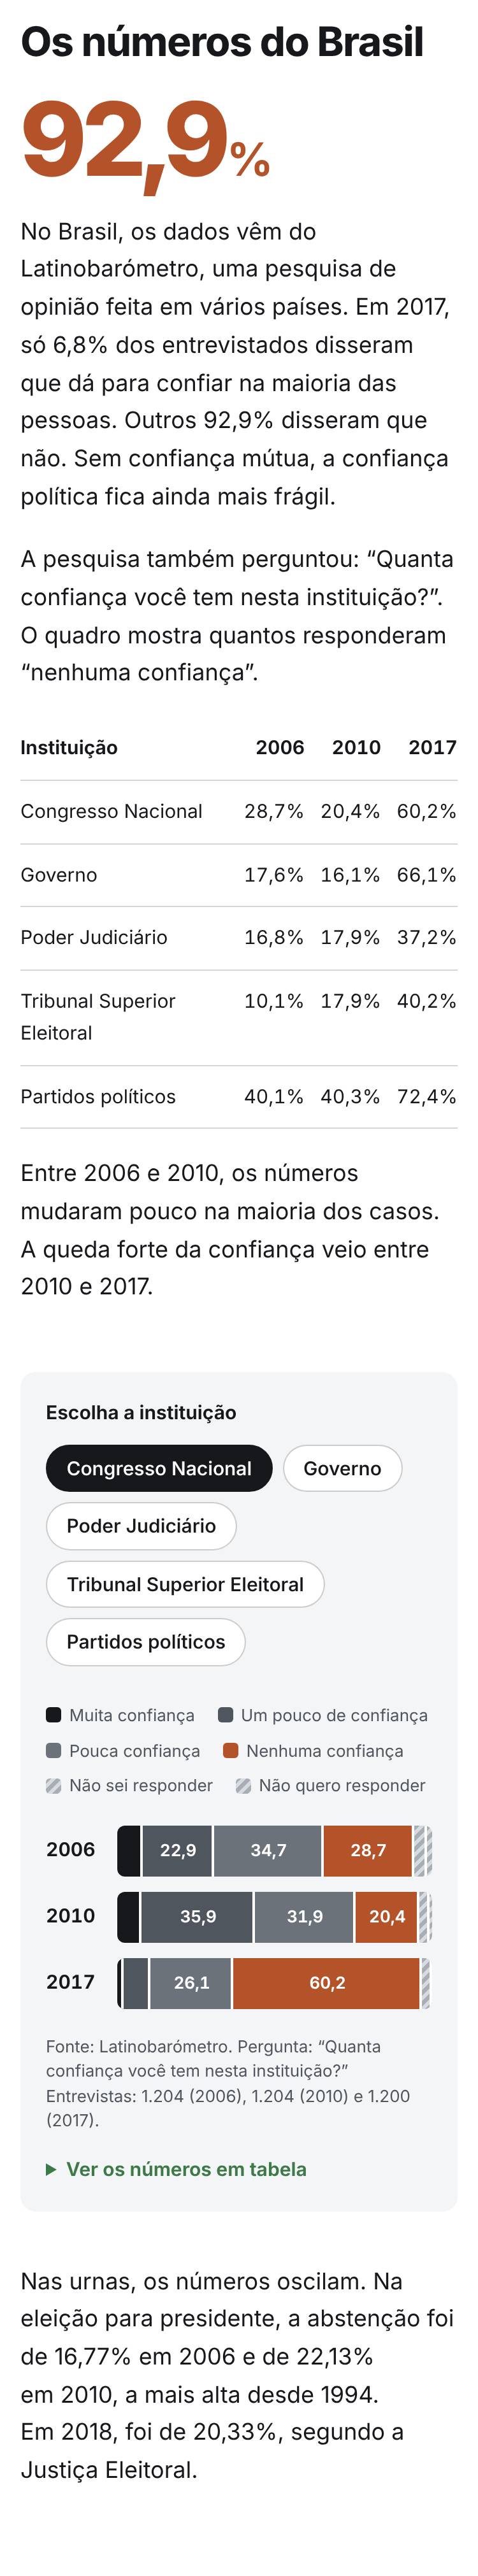 Os números do Brasil
92,9%
No Brasil, os dados vêm do
Latinobarómetro, uma pesquisa de
opinião feita em vários países. Em 2017,
só 6,8% dos entrevistados disseram
que dá para confiar na maioria das
pessoas. Outros 92,9% disseram que
não. Sem confiança mútua, a confiança
política fica ainda mais frágil.
A pesquisa também perguntou: “Quanta
confiança você tem nesta instituição?”.
O quadro mostra quantos responderam
“nenhuma confiança”.
Instituição 2006 2010 2017
Congresso Nacional 28,7% 20,4% 60,2%
Governo 17,6% 16,1% 66,1%
Poder Judiciário 16,8% 17,9% 37,2%
Tribunal Superior 10,1% 17,9% 40,2%
Eleitoral
Partidos políticos 40,1% 40,3% 72,4%
Entre 2006 e 2010, os números
mudaram pouco na maioria dos casos.
A queda forte da confiança veio entre
2010 e 2017.
Escolha a instituição
Congresso Nacional Governo
Poder Judiciário
Tribunal Superior Eleitoral
Partidos políticos
Muita confiança Um pouco de confiança
Pouca confiança Nenhuma confiança
Não sei responder Não quero responder
2006 22,9 34,7 28,7
2010 35,9 31,9 20,4
2017 26,1 60,2
Fonte: Latinobarómetro. Pergunta: “Quanta
confiança você tem nesta instituição?”
Entrevistas: 1.204 (2006), 1.204 (2010) e 1.200
(2017).
Ver os números em tabela
Nas urnas, os números oscilam. Na
eleição para presidente, a abstenção foi
de 16,77% em 2006 e de 22,13%
em 2010, a mais alta desde 1994.
Em 2018, foi de 20,33%, segundo a
Justiça Eleitoral.